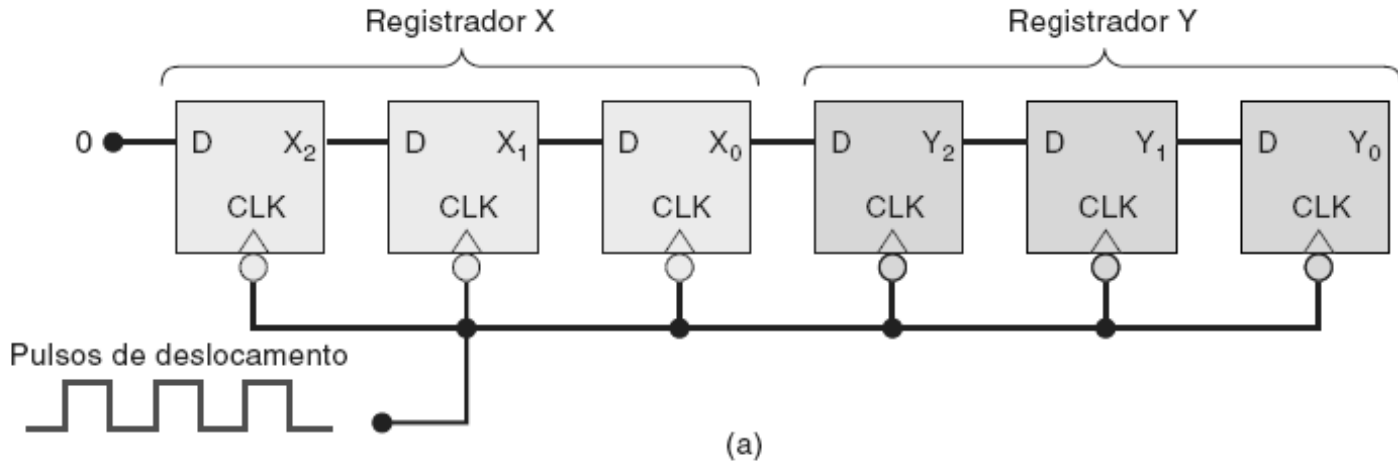 Registrador X Registrador Y
0 D X₂ D X₁ D X₀ D Y₂ D Y₁ D Y₀
CLK CLK CLK CLK CLK CLK
Pulsos de deslocamento
(a)